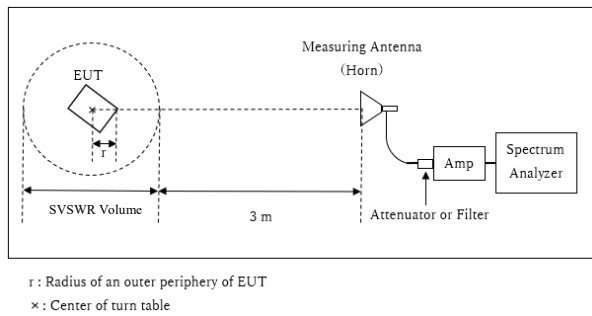 Measuring Antenna
(Horn)
EUT
×
r
Amp
Spectrum
Analyzer
SVSWR Volume
3 m
Attenuator or Filter
r : Radius of an outer periphery of EUT
× : Center of turn table